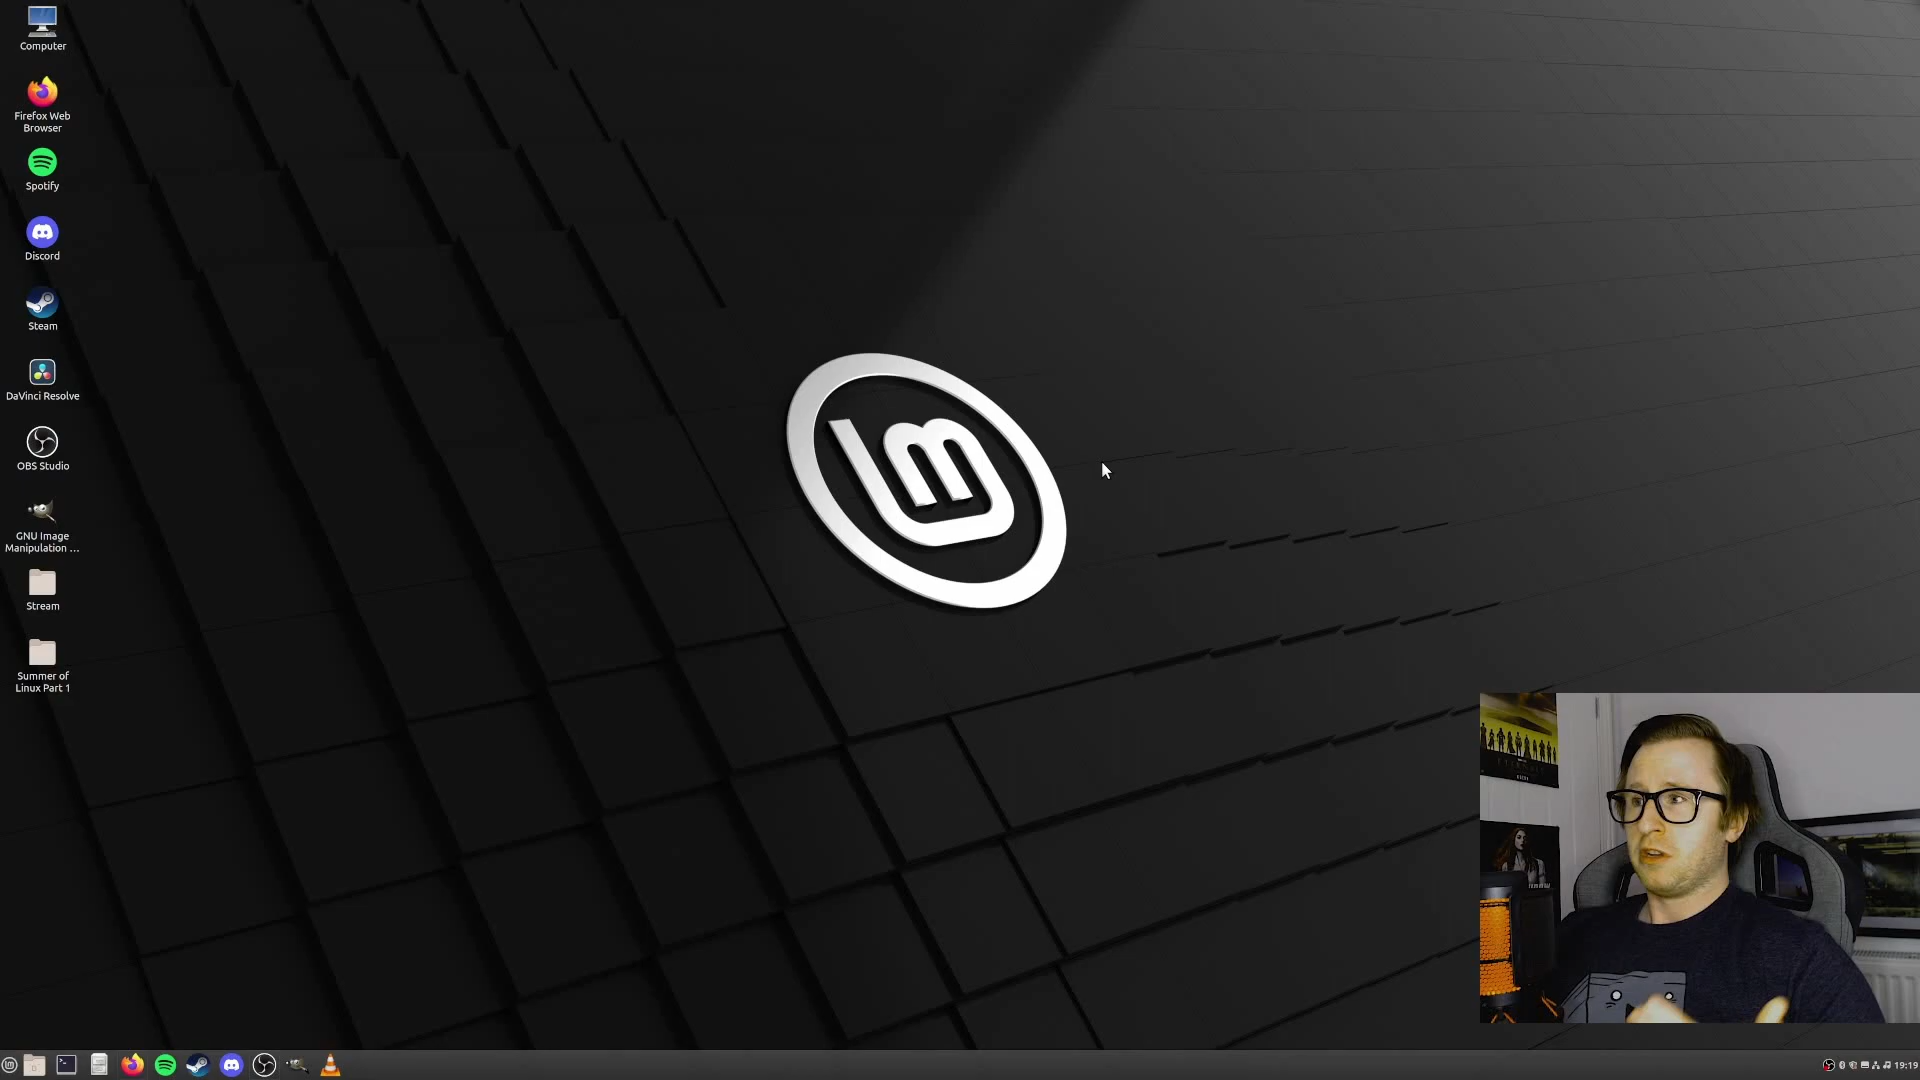 Computer
Firefox Web
Browser
Spotify
Discord
Steam
DaVinci Resolve
OBS Studio
GNU Image
Manipulation ...
Stream
Summer of
Linux Part 1
19:19